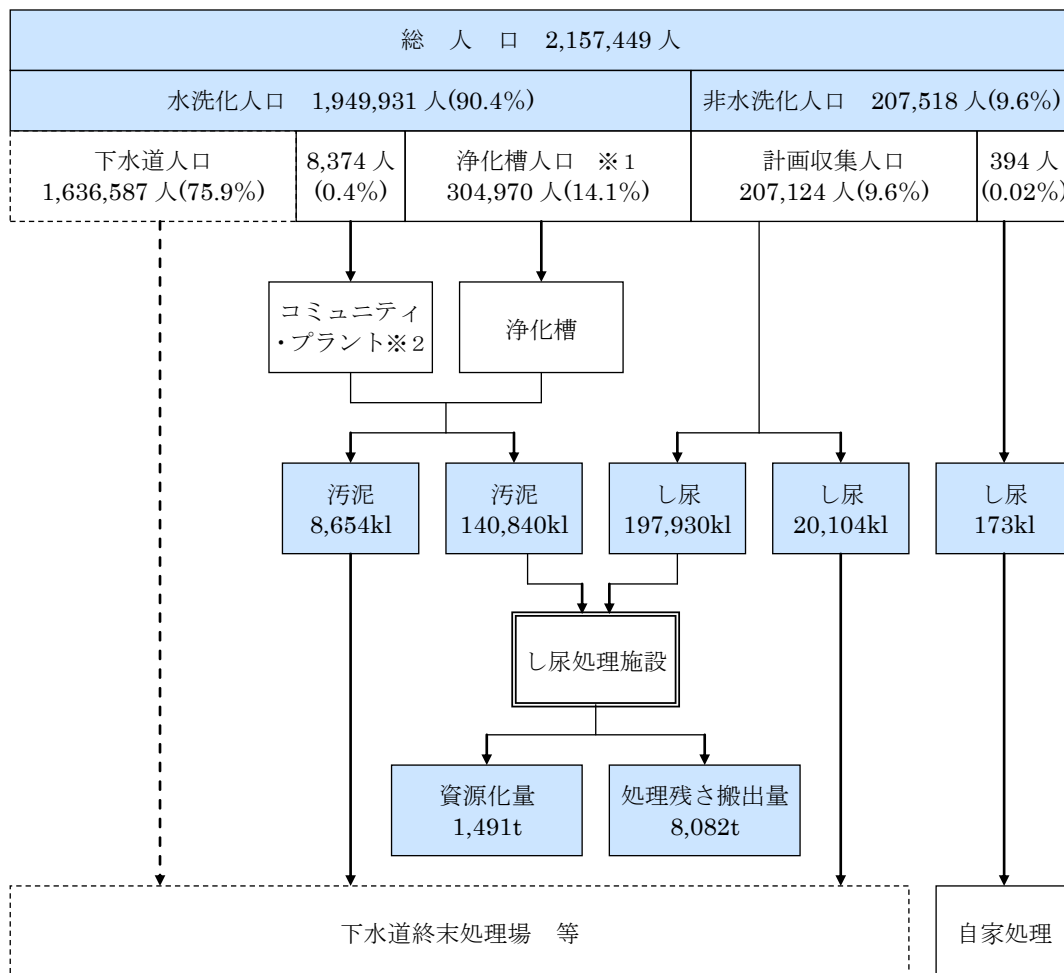 総 人 口 2,157,449 人
水洗化人口 1,949,931 人(90.4%)
非水洗化人口 207,518 人(9.6%)
下水道人口
1,636,587 人(75.9%)
8,374 人
(0.4%)
浄化槽人口 ※1
304,970 人(14.1%)
計画収集人口
207,124 人(9.6%)
394 人
(0.02%)
コミュニティ
・プラント※2
浄化槽
汚泥
8,654kl
汚泥
140,840kl
し尿
197,930kl
し尿
20,104kl
し尿
173kl
し尿処理施設
資源化量
1,491t
処理残さ搬出量
8,082t
下水道終末処理場 等
自家処理